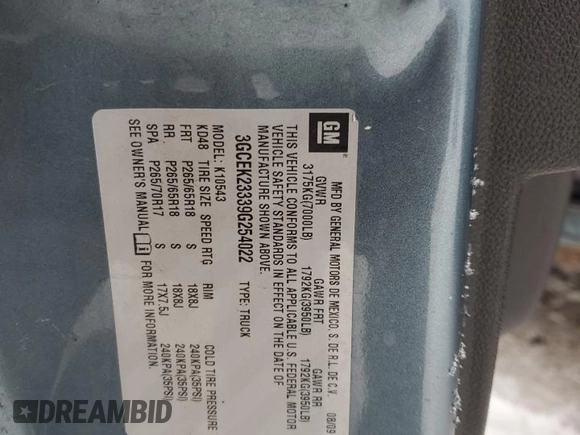 GM
MFD BY GENERAL MOTORS DE MEXICO, S. DE R.L. DE C.V. 08/09
GVWR GAWR FRT GAWR RR
3175KG(7000LB) 1792KG(3950LB) 1792KG(3950LB)
THIS VEHICLE CONFORMS TO ALL APPLICABLE U.S. FEDERAL MOTOR
VEHICLE SAFETY STANDARDS IN EFFECT ON THE DATE OF
MANUFACTURE SHOWN ABOVE.
3GCEK23339G254022 TYPE: TRUCK
MODEL: K10543
KD48 TIRE SIZE SPEED RTG RIM COLD TIRE PRESSURE
FRT P265/65R18 S 18X8J 240KPA(35PSI)
RR P265/65R18 S 18X8J 240KPA(35PSI)
SPA P265/70R17 S 17X7.5J 240KPA(35PSI)
SEE OWNER'S MANUAL FOR MORE INFORMATION.
DREAMBID